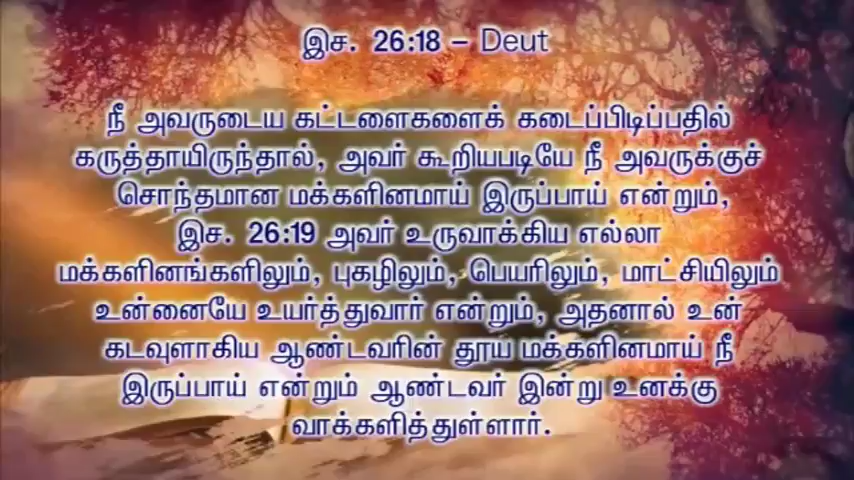 இச. 26:18 – Deut
நீ அவருடைய கட்டளைகளைக் கடைப்பிடிப்பதில்
கருத்தாயிருந்தால், அவர் கூறியபடியே நீ அவருக்குச்
சொந்தமான மக்களினமாய் இருப்பாய் என்றும்,
இச. 26:19 அவர் உருவாக்கிய எல்லா
மக்களினங்களிலும், புகழிலும், பெயரிலும், மாட்சியிலும்
உன்னையே உயர்த்துவார் என்றும், அதனால் உன்
கடவுளாகிய ஆண்டவரின் தூய மக்களினமாய் நீ
இருப்பாய் என்றும் ஆண்டவர் இன்று உனக்கு
வாக்களித்துள்ளார்.